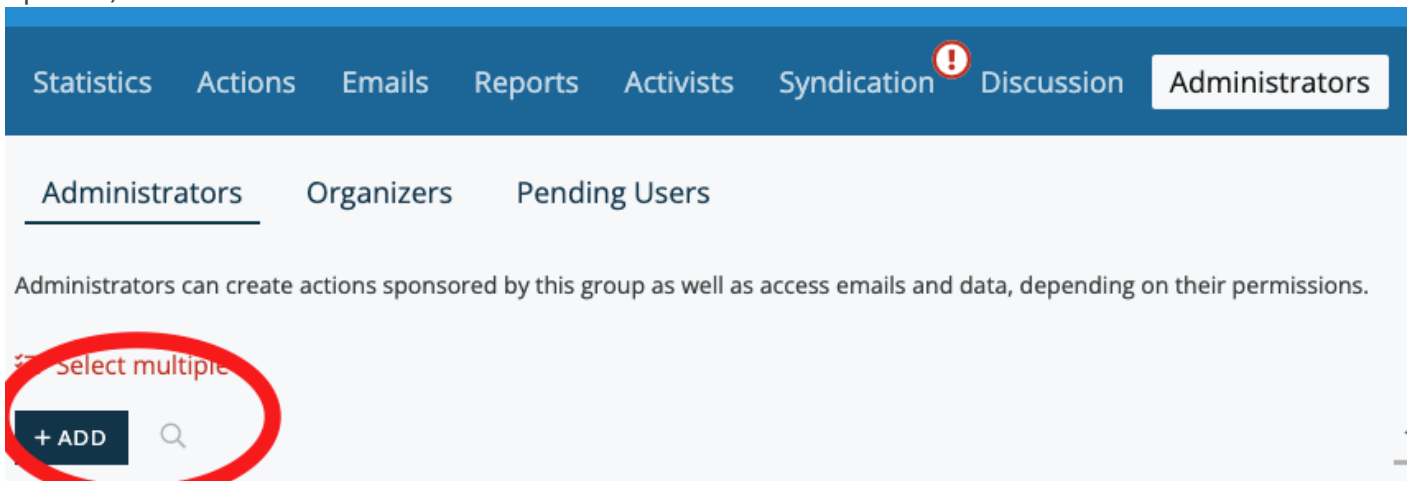 Statistics Actions Emails Reports Activists Syndication Discussion Administrators
Administrators Organizers Pending Users
Administrators can create actions sponsored by this group as well as access emails and data, depending on their permissions.
Select multiple
+ ADD